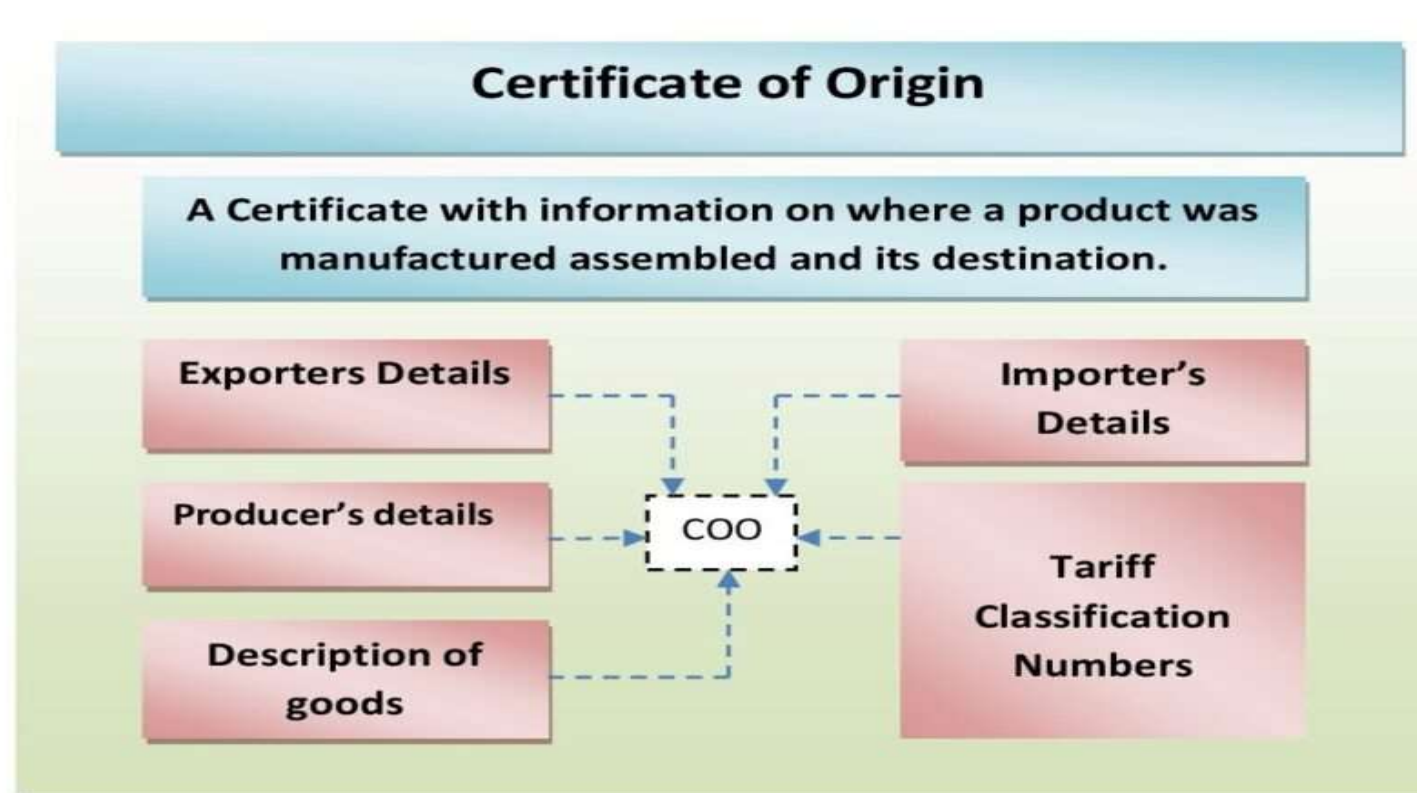 Certificate of Origin
A Certificate with information on where a product was
manufactured assembled and its destination.
Exporters Details
Importer's
Details
Producer's details
COO
Tariff
Classification
Numbers
Description of
goods